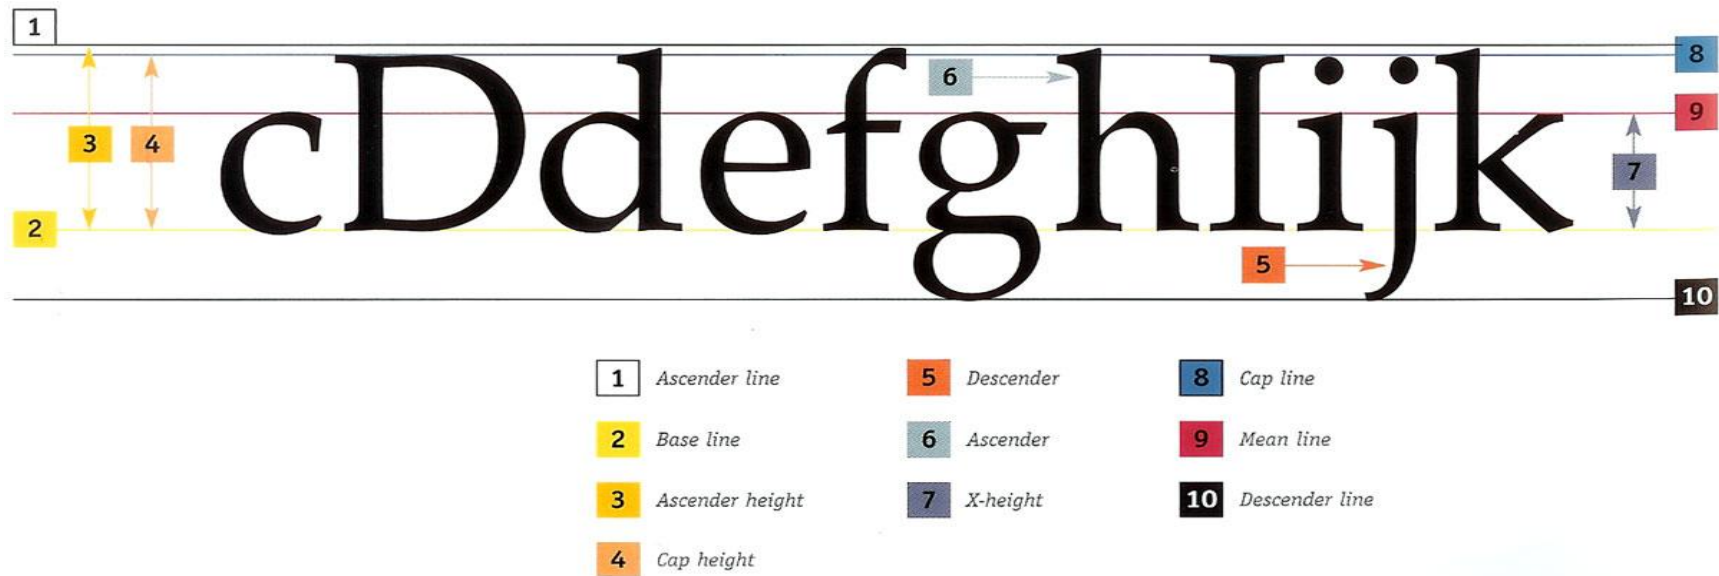 1
8
6
9
3 4
7
2
5
10
cDdefghIijk
1 Ascender line
2 Base line
3 Ascender height
4 Cap height
5 Descender
6 Ascender
7 X-height
8 Cap line
9 Mean line
10 Descender line